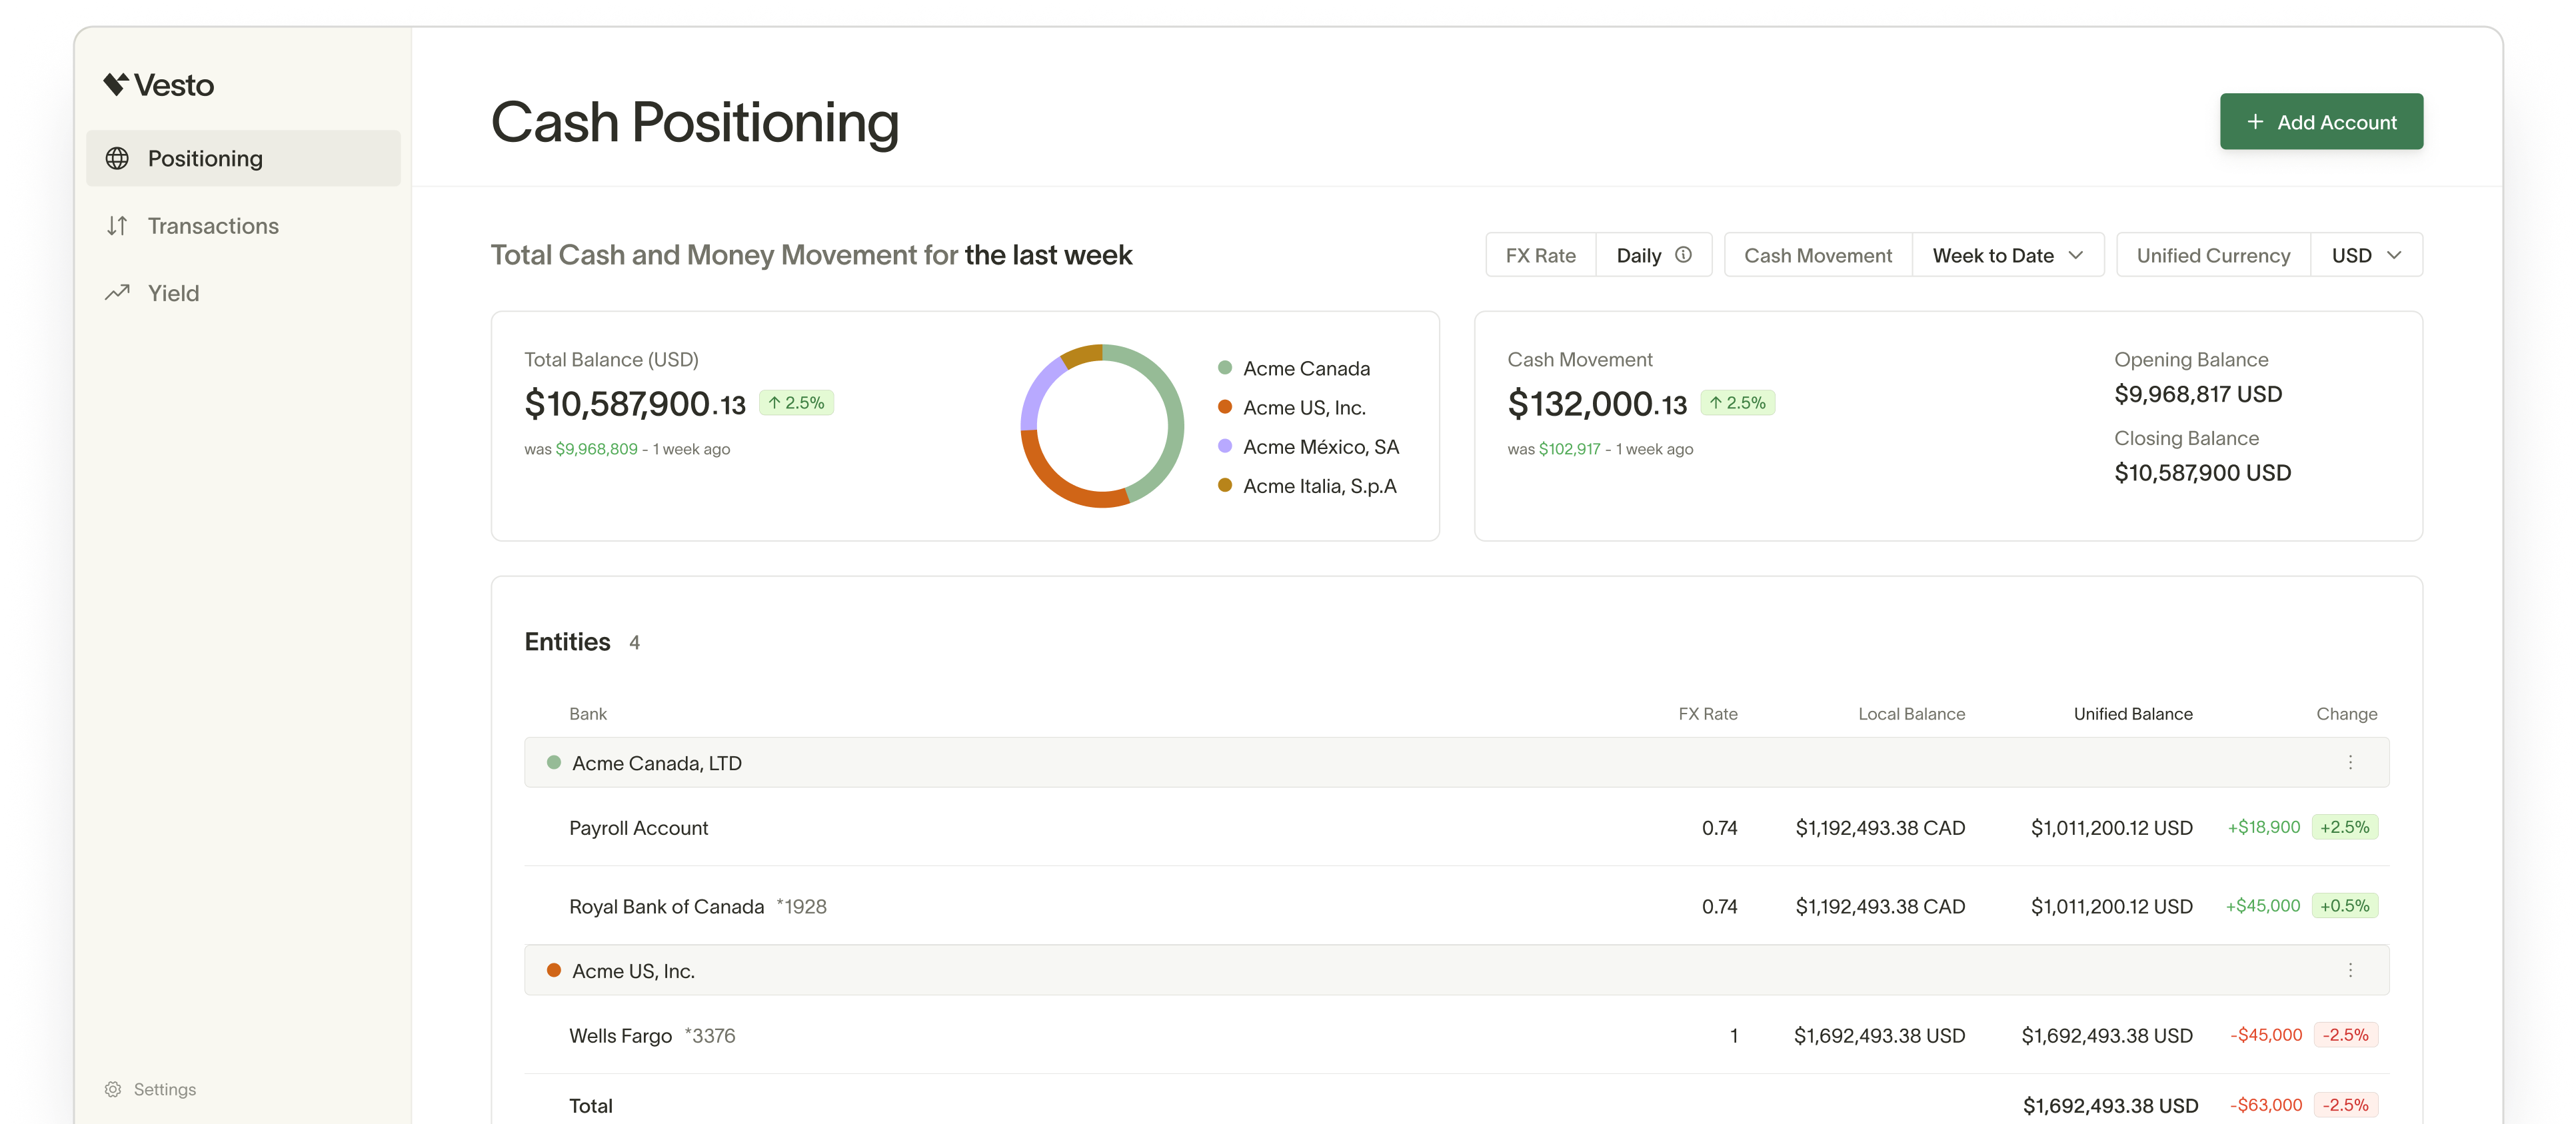 Vesto
Positioning
Transactions
Yield
Settings
Cash Positioning
+ Add Account
Total Cash and Money Movement for the last week
FX Rate Daily
Cash Movement Week to Date
Unified Currency USD
Total Balance (USD)
$10,587,900.13 ↑ 2.5%
was $9,968,809 - 1 week ago
Acme Canada
Acme US, Inc.
Acme México, SA
Acme Italia, S.p.A
Cash Movement
$132,000.13 ↑ 2.5%
was $102,917 - 1 week ago
Opening Balance
$9,968,817 USD
Closing Balance
$10,587,900 USD
Entities 4
Bank FX Rate Local Balance Unified Balance Change
Acme Canada, LTD
Payroll Account 0.74 $1,192,493.38 CAD $1,011,200.12 USD +$18,900 +2.5%
Royal Bank of Canada *1928 0.74 $1,192,493.38 CAD $1,011,200.12 USD +$45,000 +0.5%
Acme US, Inc.
Wells Fargo *3376 1 $1,692,493.38 USD $1,692,493.38 USD -$45,000 -2.5%
Total $1,692,493.38 USD -$63,000 -2.5%